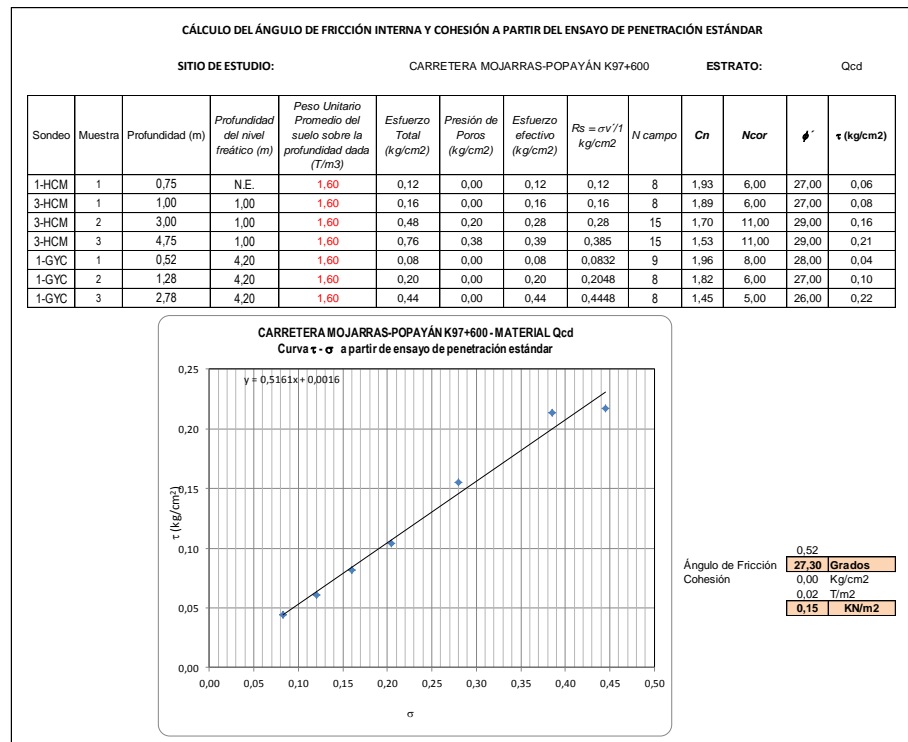 CÁLCULO DEL ÁNGULO DE FRICCIÓN INTERNA Y COHESIÓN A PARTIR DEL ENSAYO DE PENETRACIÓN ESTÁNDAR
SITIO DE ESTUDIO: CARRETERA MOJARRAS-POPAYÁN K97+600 ESTRATO: Qcd
Sondeo Muestra Profundidad (m) Profundidad del nivel freático (m) Peso Unitario Promedio del suelo sobre la profundidad dada (T/m3) Esfuerzo Total (kg/cm2) Presión de Poros (kg/cm2) Esfuerzo efectivo (kg/cm2) Rs = σv'/1 kg/cm2 N campo Cn Ncor ϕ´ τ (kg/cm2)
1-HCM 1 0,75 N.E. 1,60 0,12 0,00 0,12 0,12 8 1,93 6,00 27,00 0,06
3-HCM 1 1,00 1,00 1,60 0,16 0,00 0,16 0,16 8 1,89 6,00 27,00 0,08
3-HCM 2 3,00 1,00 1,60 0,48 0,20 0,28 0,28 15 1,70 11,00 29,00 0,16
3-HCM 3 4,75 1,00 1,60 0,76 0,38 0,39 0,385 15 1,53 11,00 29,00 0,21
1-GYC 1 0,52 4,20 1,60 0,08 0,00 0,08 0,0832 9 1,96 8,00 28,00 0,04
1-GYC 2 1,28 4,20 1,60 0,20 0,00 0,20 0,2048 8 1,82 6,00 27,00 0,10
1-GYC 3 2,78 4,20 1,60 0,44 0,00 0,44 0,4448 8 1,45 5,00 26,00 0,22
CARRETERA MOJARRAS-POPAYÁN K97+600 - MATERIAL Qcd
Curva τ - σ a partir de ensayo de penetración estándar
y = 0,5161x + 0,0016
0,25
0,20
0,15
0,10
0,05
0,00
τ (kg/cm²)
0,00 0,05 0,10 0,15 0,20 0,25 0,30 0,35 0,40 0,45 0,50
σ
0,52
Ángulo de Fricción 27,30 Grados
Cohesión 0,00 Kg/cm2
0,02 T/m2
0,15 KN/m2